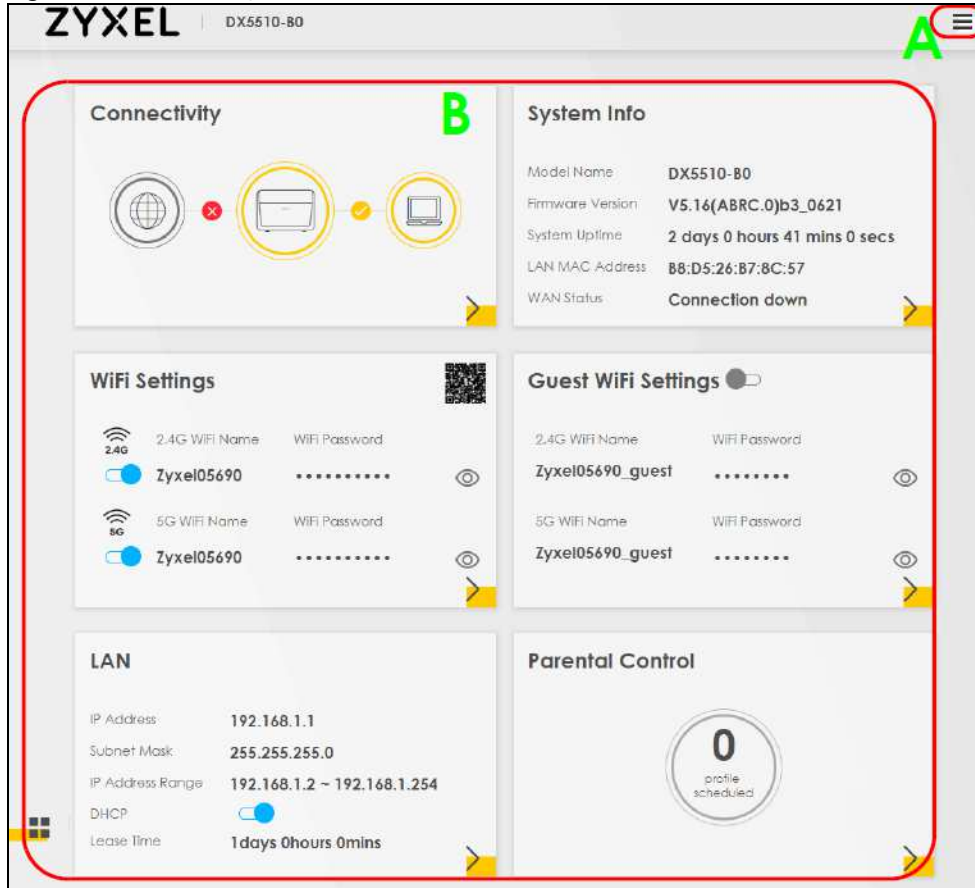 ZYXEL DX5510-B0
A
B
Connectivity
System Info
Model Name DX5510-B0
Firmware Version V5.16(ABRC.0)b3_0621
System Uptime 2 days 0 hours 41 mins 0 secs
LAN MAC Address B8:D5:26:B7:8C:57
WAN Status Connection down
WiFi Settings
2.4G 2.4G WiFi Name WiFi Password
Zyxel05690 ••••••••••
5G 5G WiFi Name WiFi Password
Zyxel05690 ••••••••••
Guest WiFi Settings
2.4G WiFi Name WiFi Password
Zyxel05690_guest ••••••••
5G WiFi Name WiFi Password
Zyxel05690_guest ••••••••
LAN
IP Address 192.168.1.1
Subnet Mask 255.255.255.0
IP Address Range 192.168.1.2 ~ 192.168.1.254
DHCP
Lease Time 1days 0hours 0mins
Parental Control
0
profile
scheduled